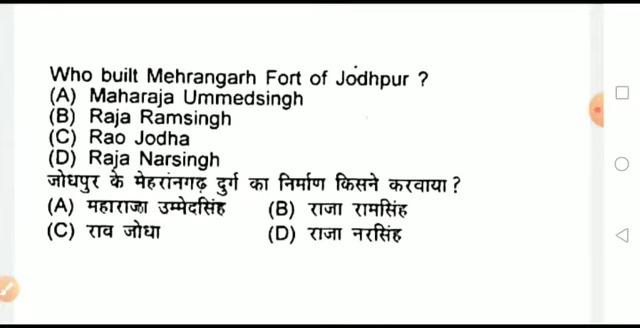 Who built Mehrangarh Fort of Jodhpur ?
(A) Maharaja Ummedsingh
(B) Raja Ramsingh
(C) Rao Jodha
(D) Raja Narsingh
जोधपुर के मेहरांनगढ़ दुर्ग का निर्माण किसने करवाया ?
(A) महाराजा उम्मेदसिंह (B) राजा रामसिंह
(C) राव जोधा (D) राजा नरसिंह